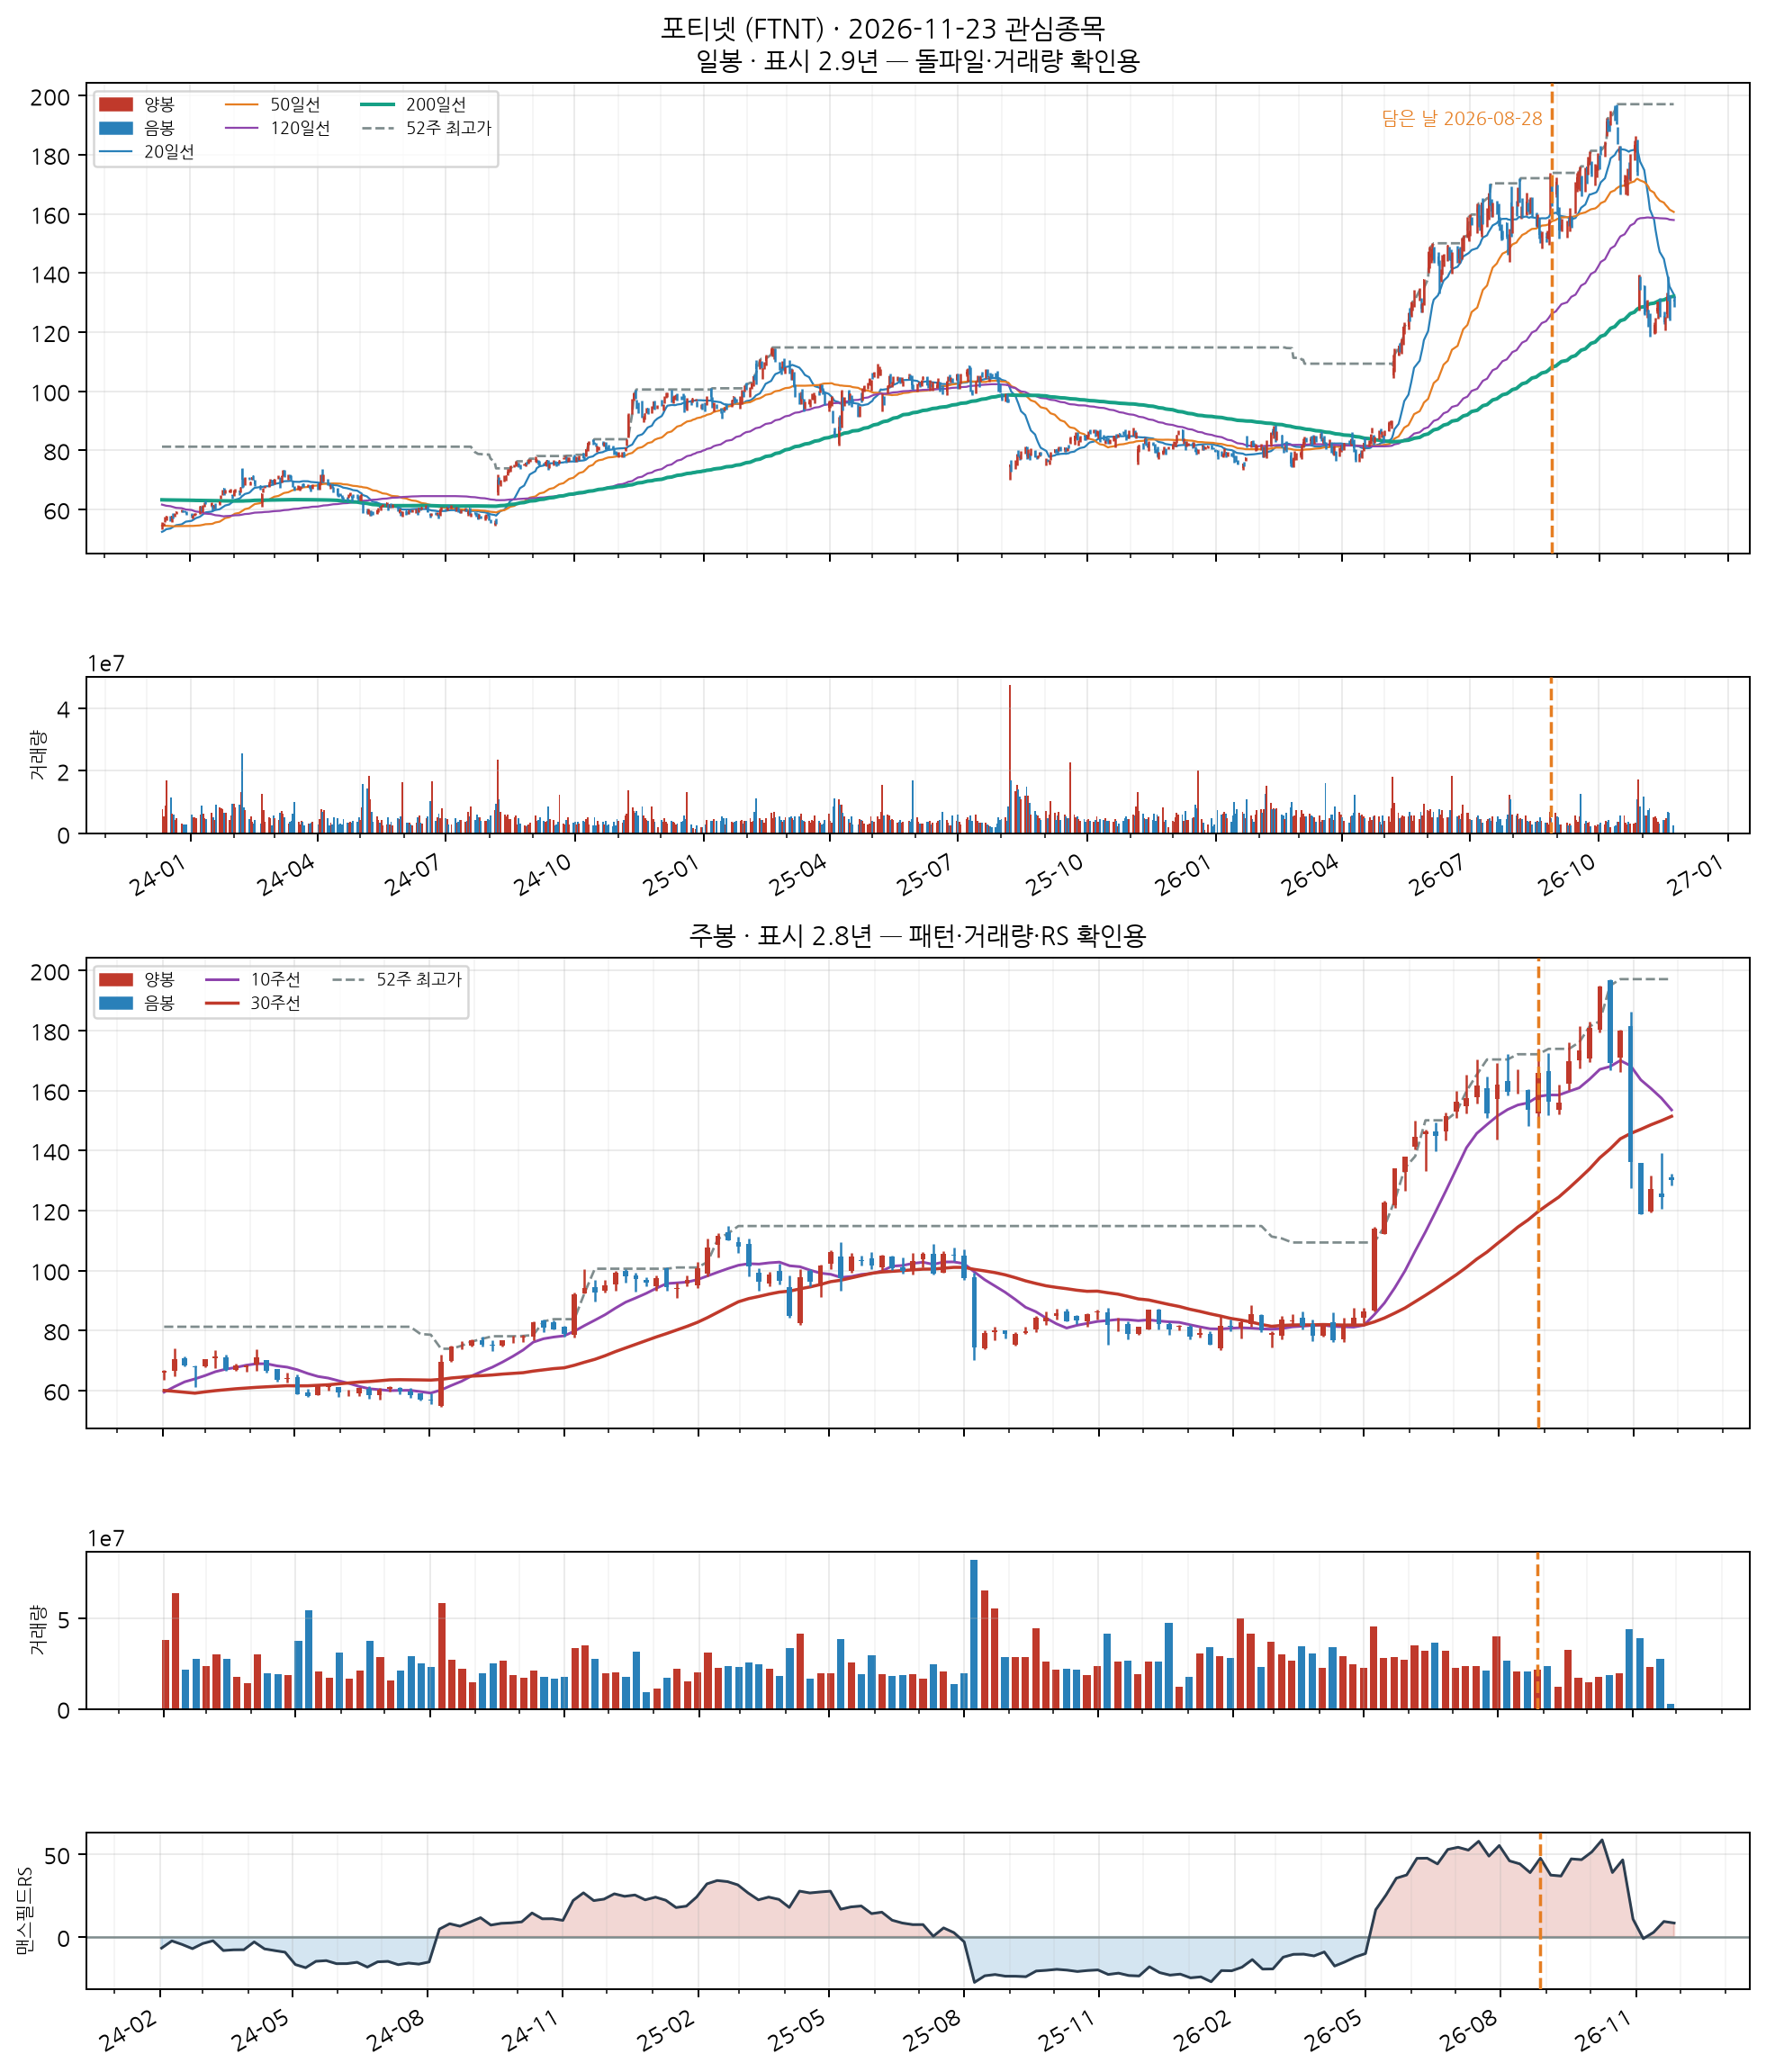 포티넷 (FTNT) · 2026-11-23 관심종목
일봉 · 표시 2.9년 — 돌파일·거래량 확인용
양봉 50일선 200일선
음봉 120일선 52주 최고가
20일선
담은 날 2026-08-28
200
180
160
140
120
100
80
60
1e7
거래량
4
2
0
24-01 24-04 24-07 24-10 25-01 25-04 25-07 25-10 26-01 26-04 26-07 26-10 27-01
주봉 · 표시 2.8년 — 패턴·거래량·RS 확인용
양봉 10주선 52주 최고가
음봉 30주선
200
180
160
140
120
100
80
60
1e7
거래량
5
0
맨스필드RS
50
0
24-02 24-05 24-08 24-11 25-02 25-05 25-08 25-11 26-02 26-05 26-08 26-11